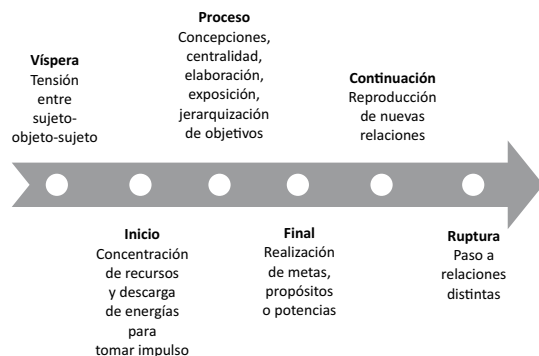 Víspera
Tensión
entre
sujeto-
objeto-sujeto
Inicio
Concentración
de recursos
y descarga
de energías
para
tomar impulso
Proceso
Concepciones,
centralidad,
elaboración,
exposición,
jerarquización
de objetivos
Final
Realización
de metas,
propósitos
o potencias
Continuación
Reproducción
de nuevas
relaciones
Ruptura
Paso a
relaciones
distintas